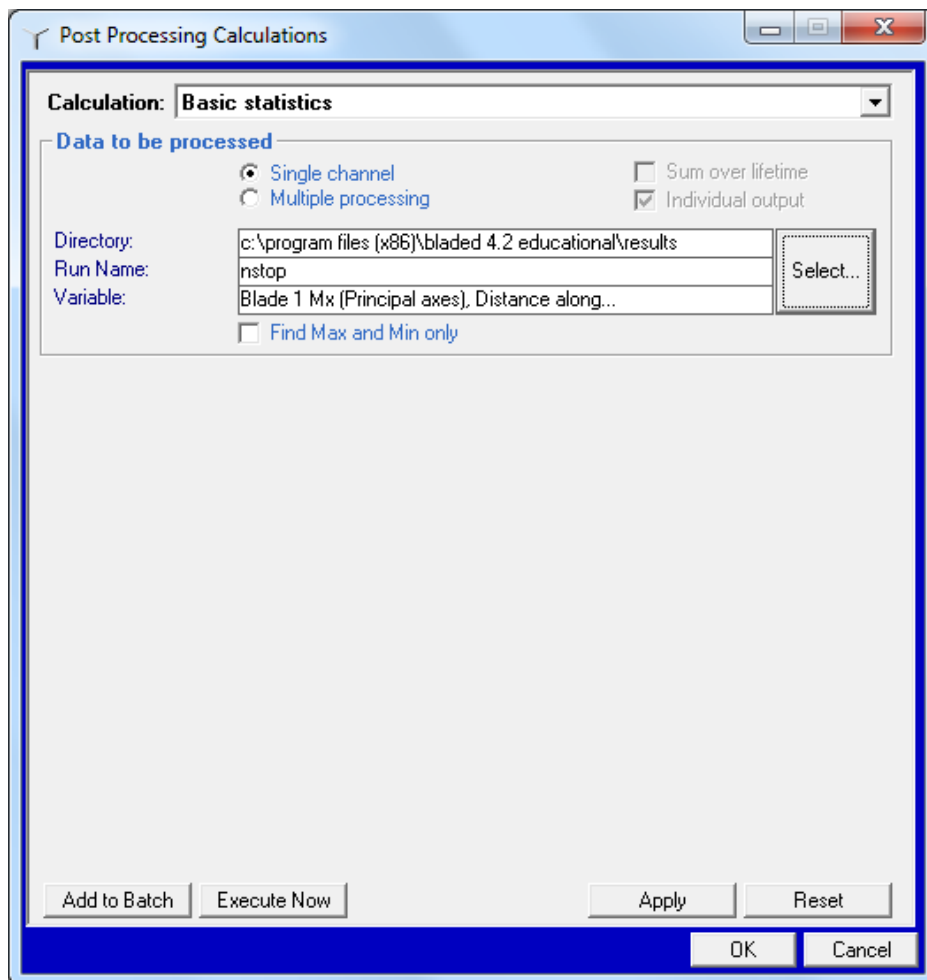 Post Processing Calculations
Calculation: Basic statistics
Data to be processed
Single channel Sum over lifetime
Multiple processing Individual output
Directory: c:\program files (x86)\bladed 4.2 educational\results
Run Name: nstop Select...
Variable: Blade 1 Mx (Principal axes), Distance along...
Find Max and Min only
Add to Batch Execute Now Apply Reset
OK Cancel